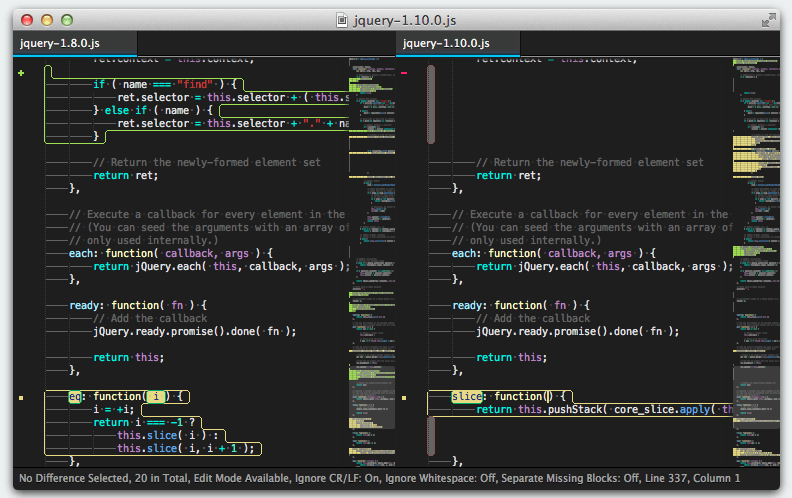 jquery-1.10.0.js
jquery-1.8.0.js
ret.context = this.context;
if ( name === "find" ) {
ret.selector = this.selector + ( this.s
} else if ( name ) {
ret.selector = this.selector + "." + na
}
// Return the newly-formed element set
return ret;
},
// Execute a callback for every element in the
// (You can seed the arguments with an array of
// only used internally.)
each: function( callback, args ) {
return jQuery.each( this, callback, args );
},
ready: function( fn ) {
// Add the callback
jQuery.ready.promise().done( fn );
return this;
},
eq: function( i ) {
i = +i;
return i === -1 ?
this.slice( i ) :
this.slice( i, i + 1 );
},
jquery-1.10.0.js
ret.context = this.context;
// Return the newly-formed element set
return ret;
},
// Execute a callback for every element in the
// (You can seed the arguments with an array of
// only used internally.)
each: function( callback, args ) {
return jQuery.each( this, callback, args );
},
ready: function( fn ) {
// Add the callback
jQuery.ready.promise().done( fn );
return this;
},
slice: function() {
return this.pushStack( core_slice.apply( th
},
No Difference Selected, 20 in Total, Edit Mode Available, Ignore CR/LF: On, Ignore Whitespace: Off, Separate Missing Blocks: Off, Line 337, Column 1